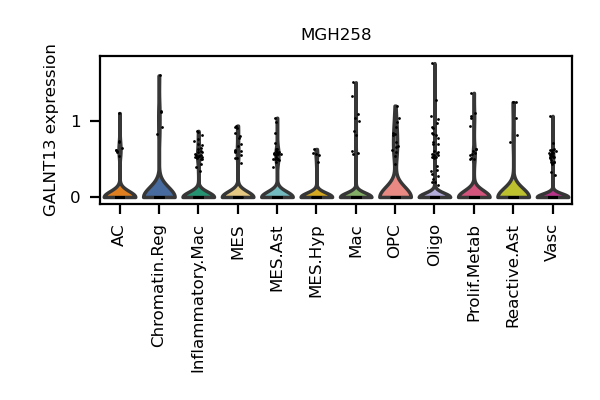 MGH258
GALNT13 expression
1
0
AC
Chromatin.Reg
Inflammatory.Mac
MES
MES.Ast
MES.Hyp
Mac
OPC
Oligo
Prolif.Metab
Reactive.Ast
Vasc